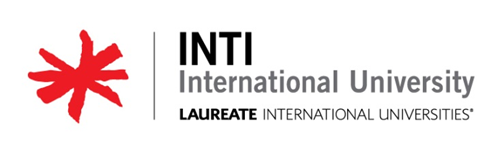 INTI
International University
LAUREATE INTERNATIONAL UNIVERSITIES®